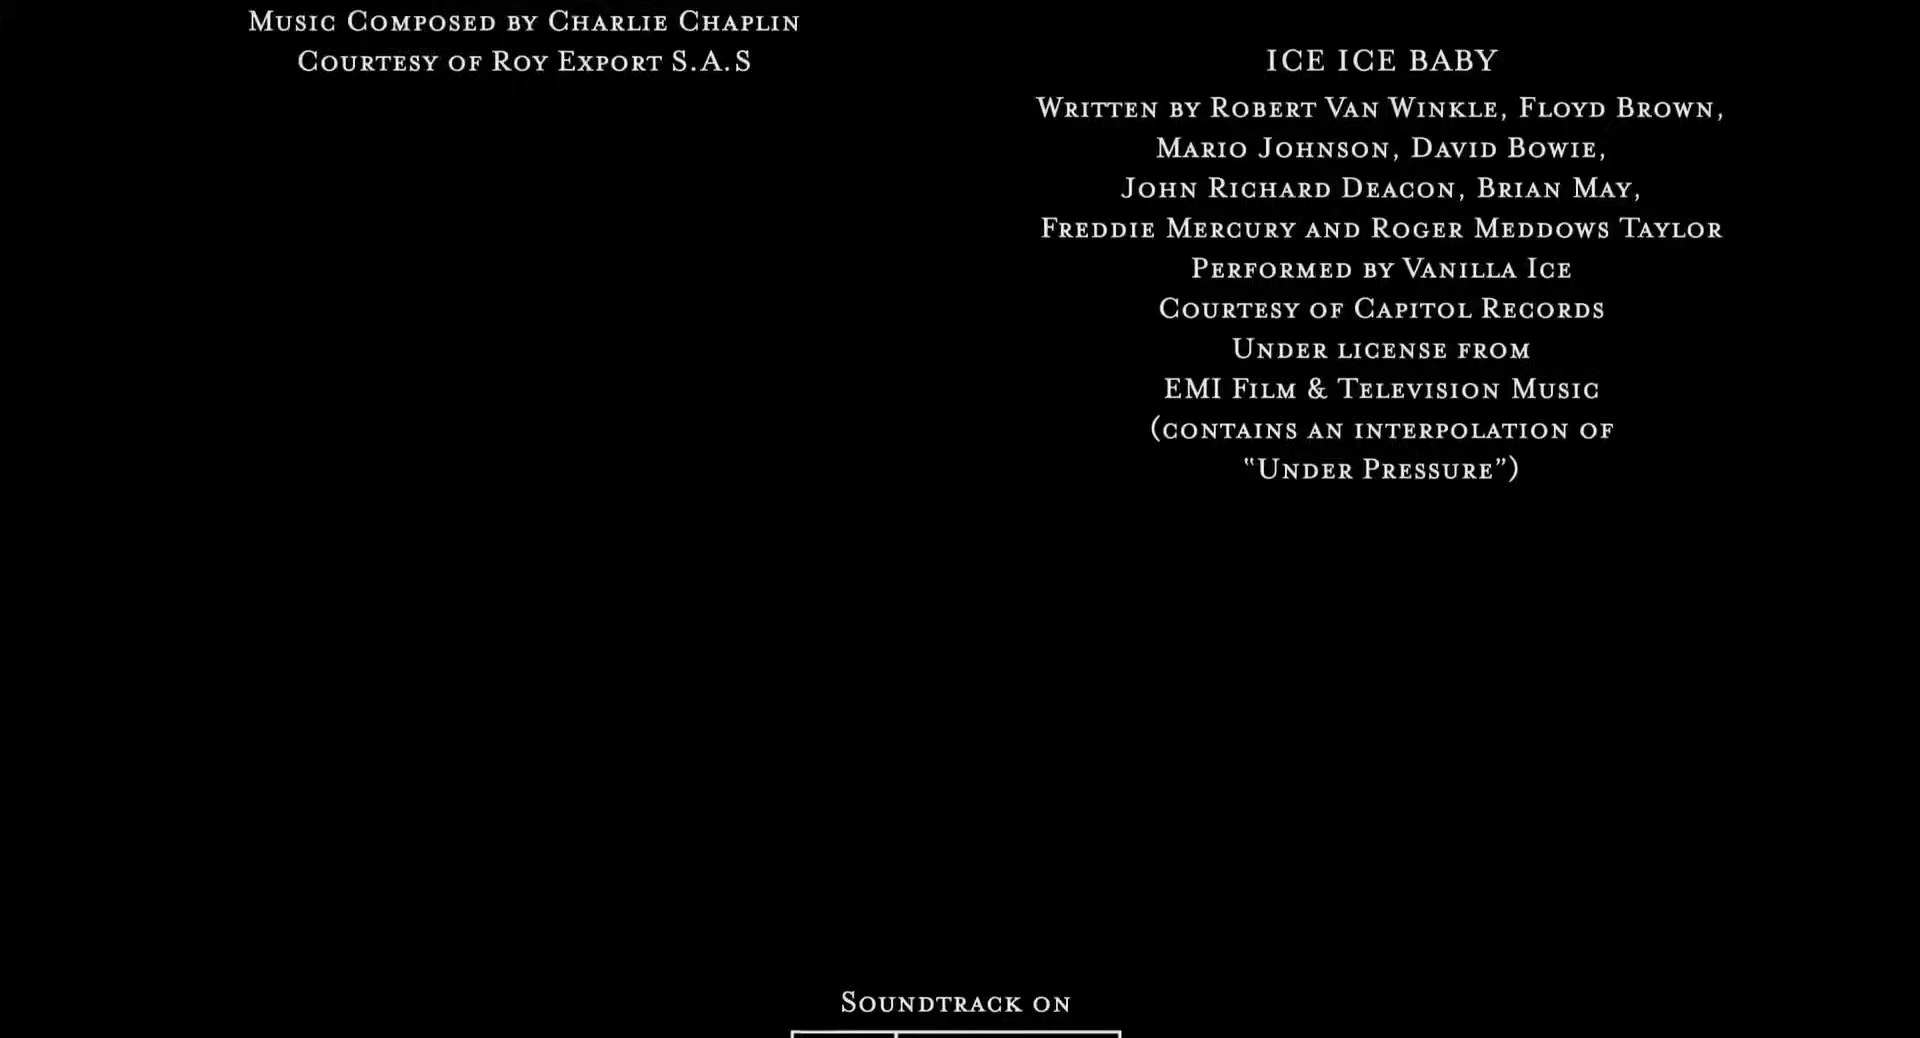 Music Composed by Charlie Chaplin
Courtesy of Roy Export S.A.S
ICE ICE BABY
Written by Robert Van Winkle, Floyd Brown,
Mario Johnson, David Bowie,
John Richard Deacon, Brian May,
Freddie Mercury and Roger Meddows Taylor
Performed by Vanilla Ice
Courtesy of Capitol Records
Under license from
EMI Film & Television Music
(contains an interpolation of
“Under Pressure”)
Soundtrack on